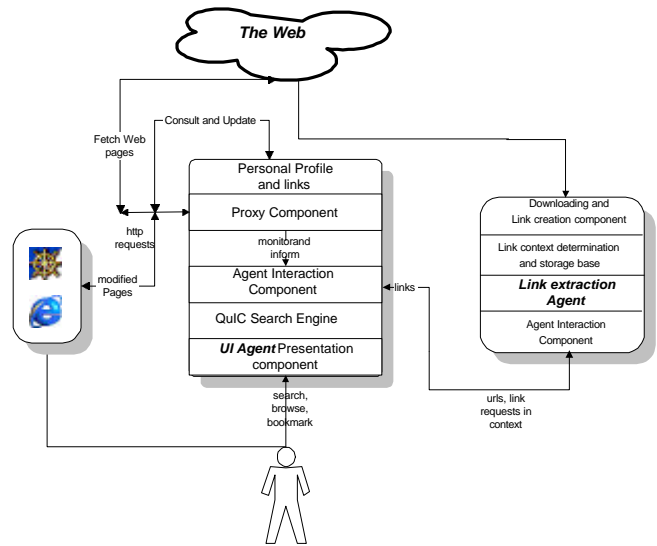 The Web
Consult and Update
Fetch Web
pages
Personal Profile
and links
Proxy Component
http
requests
monitorand
inform
modified
Pages
Agent Interaction
Component
links
QuIC Search Engine
UI Agent Presentation
component
search,
browse,
bookmark
Downloading and
Link creation component
Link context determination
and storage base
Link extraction
Agent
Agent Interaction
Component
urls, link
requests in
context